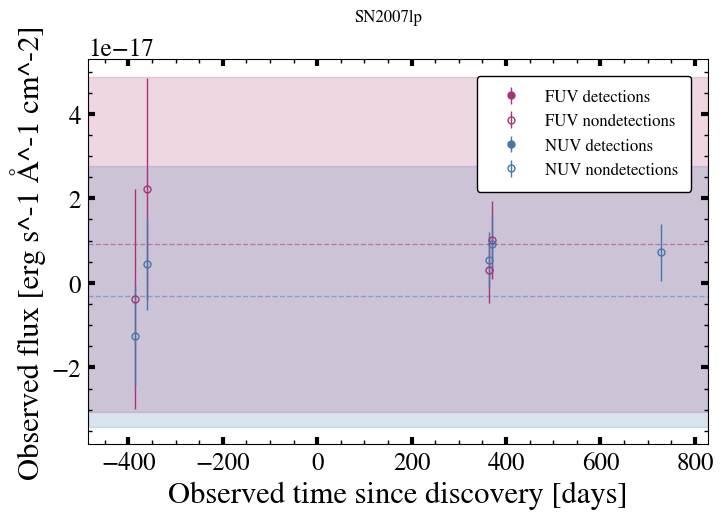 SN2007lp
1e−17
Observed flux [erg s^-1 Å^-1 cm^-2]
4
2
0
−2
FUV detections
FUV nondetections
NUV detections
NUV nondetections
−400 −200 0 200 400 600 800
Observed time since discovery [days]